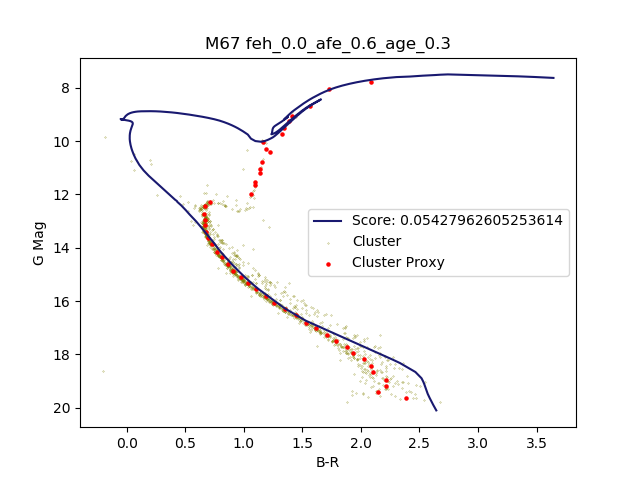 M67 feh_0.0_afe_0.6_age_0.3
G Mag
8
10
12
14
16
18
20
Score: 0.05427962605253614
Cluster
Cluster Proxy
0.0 0.5 1.0 1.5 2.0 2.5 3.0 3.5
B-R